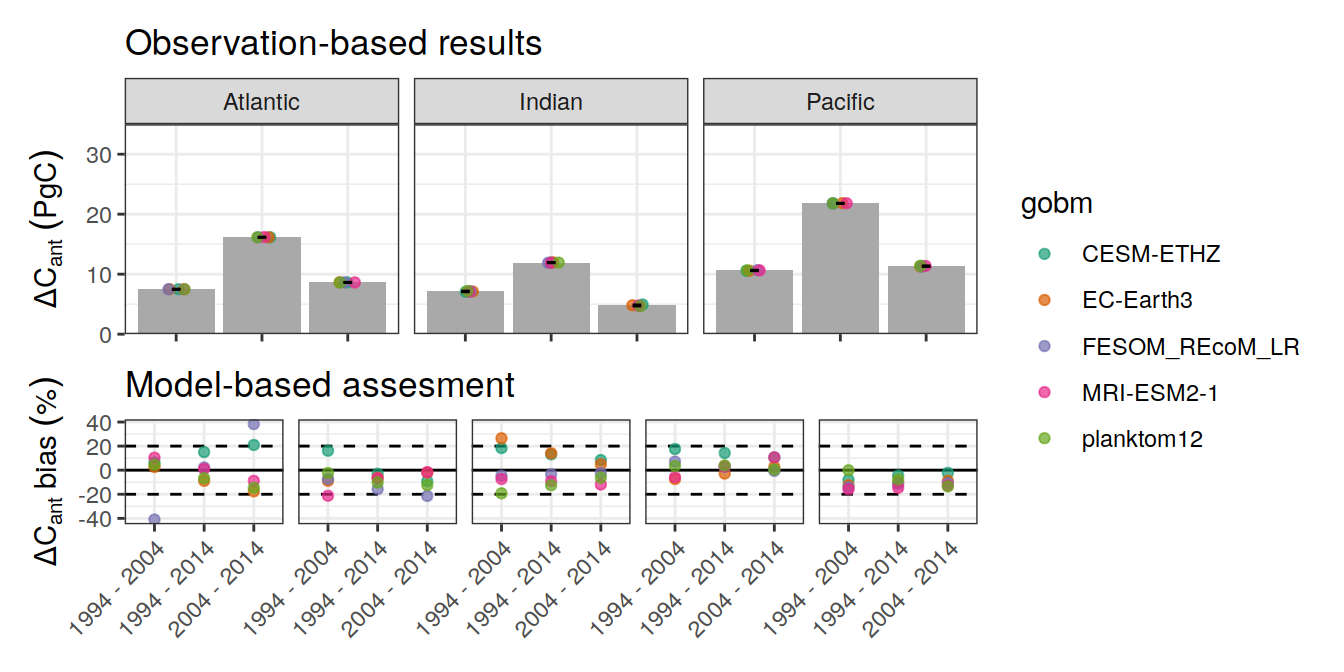 Observation-based results
Atlantic Indian Pacific
ΔCant (PgC)
30
20
10
0
Model-based assesment
ΔCant bias (%)
40
20
0
-20
-40
1994 - 2004 1994 - 2014 2004 - 2014 1994 - 2004 1994 - 2014 2004 - 2014 1994 - 2004 1994 - 2014 2004 - 2014 1994 - 2004 1994 - 2014 2004 - 2014 1994 - 2004 1994 - 2014 2004 - 2014
gobm
CESM-ETHZ
EC-Earth3
FESOM_REcoM_LR
MRI-ESM2-1
planktom12